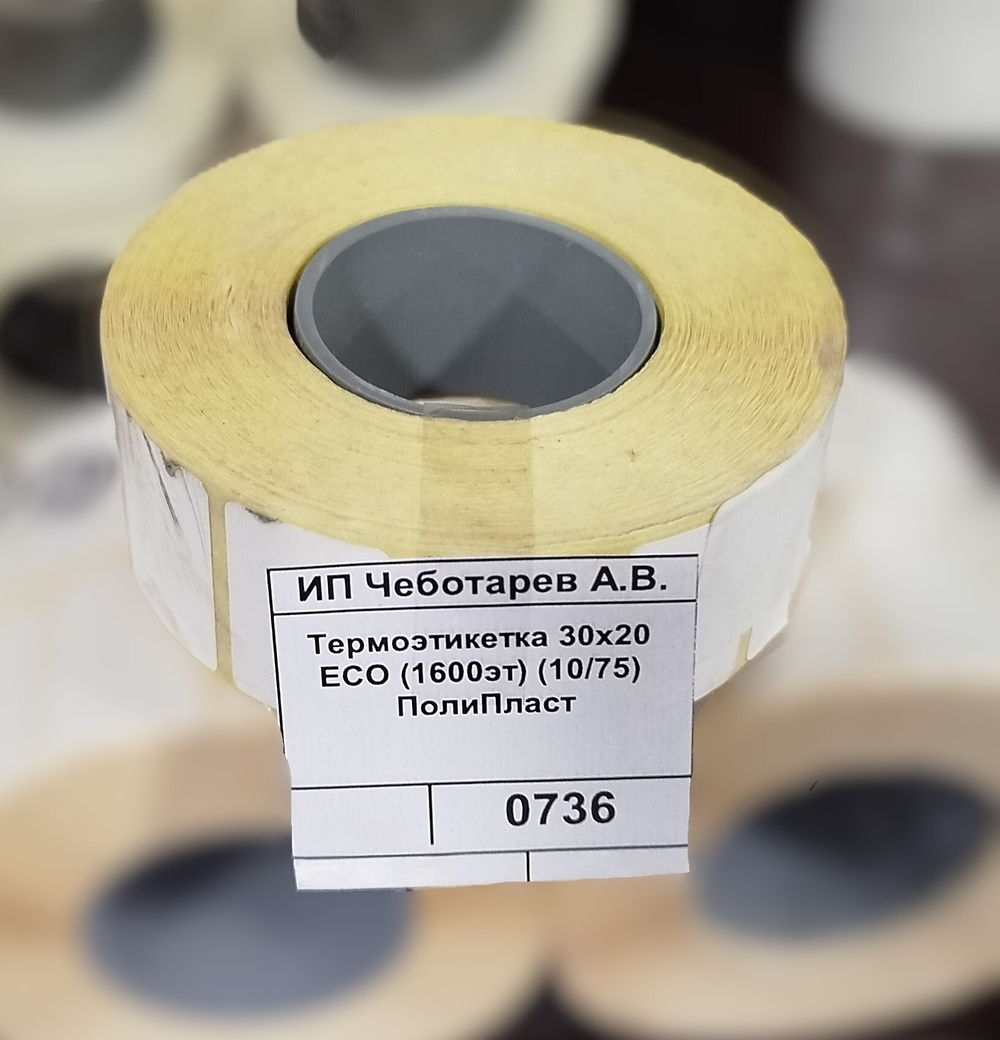 ИП Чеботарев А.В.
Термоэтикетка 30х20
ECO (1600эт) (10/75)
ПолиПласт
0736